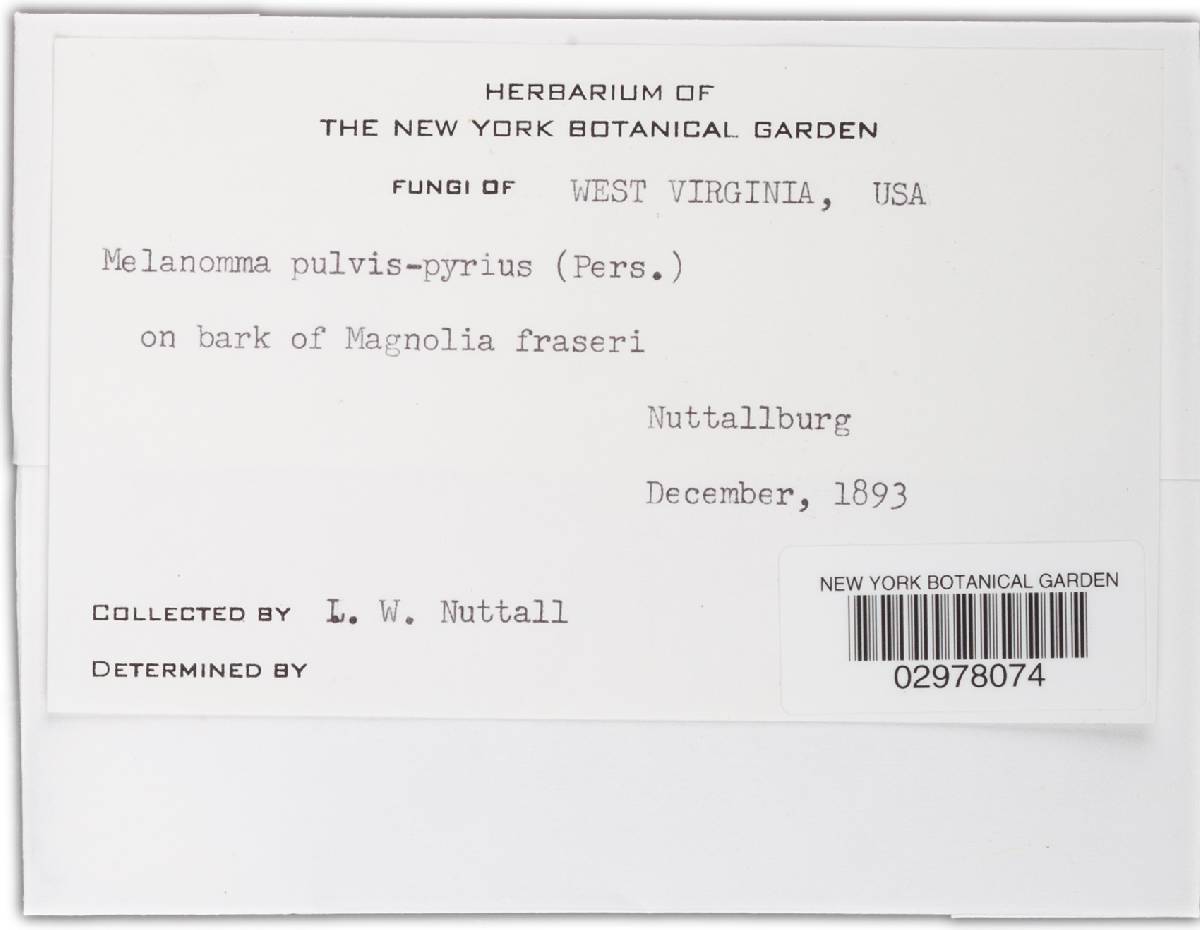 HERBARIUM OF
THE NEW YORK BOTANICAL GARDEN
FUNGI OF WEST VIRGINIA, USA
Melanomma pulvis-pyrius (Pers.)
on bark of Magnolia fraseri
Nuttallburg
December, 1893
COLLECTED BY L. W. Nuttall
DETERMINED BY
NEW YORK BOTANICAL GARDEN
02978074